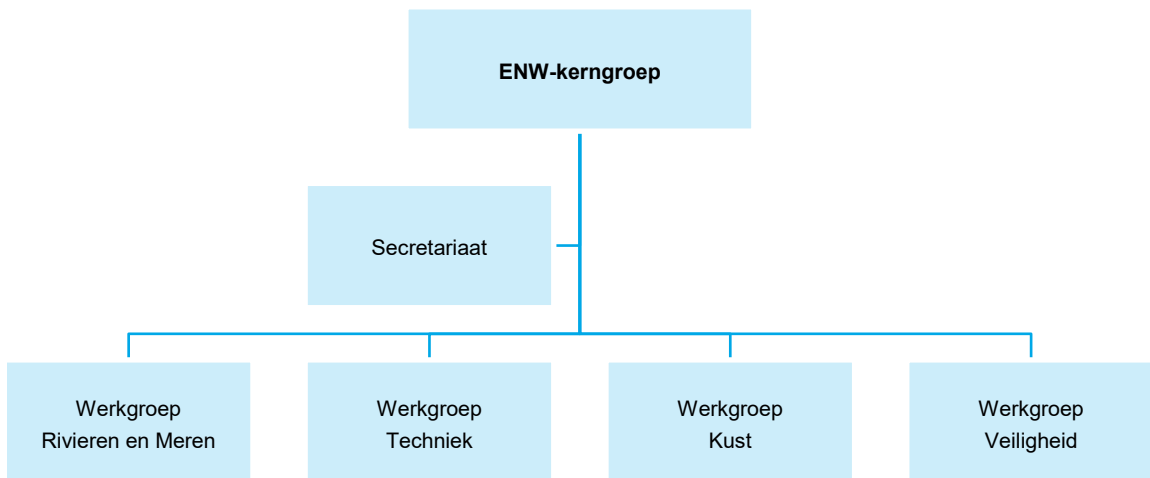 ENW-kerngroep
Secretariaat
Werkgroep
Rivieren en Meren
Werkgroep
Techniek
Werkgroep
Kust
Werkgroep
Veiligheid